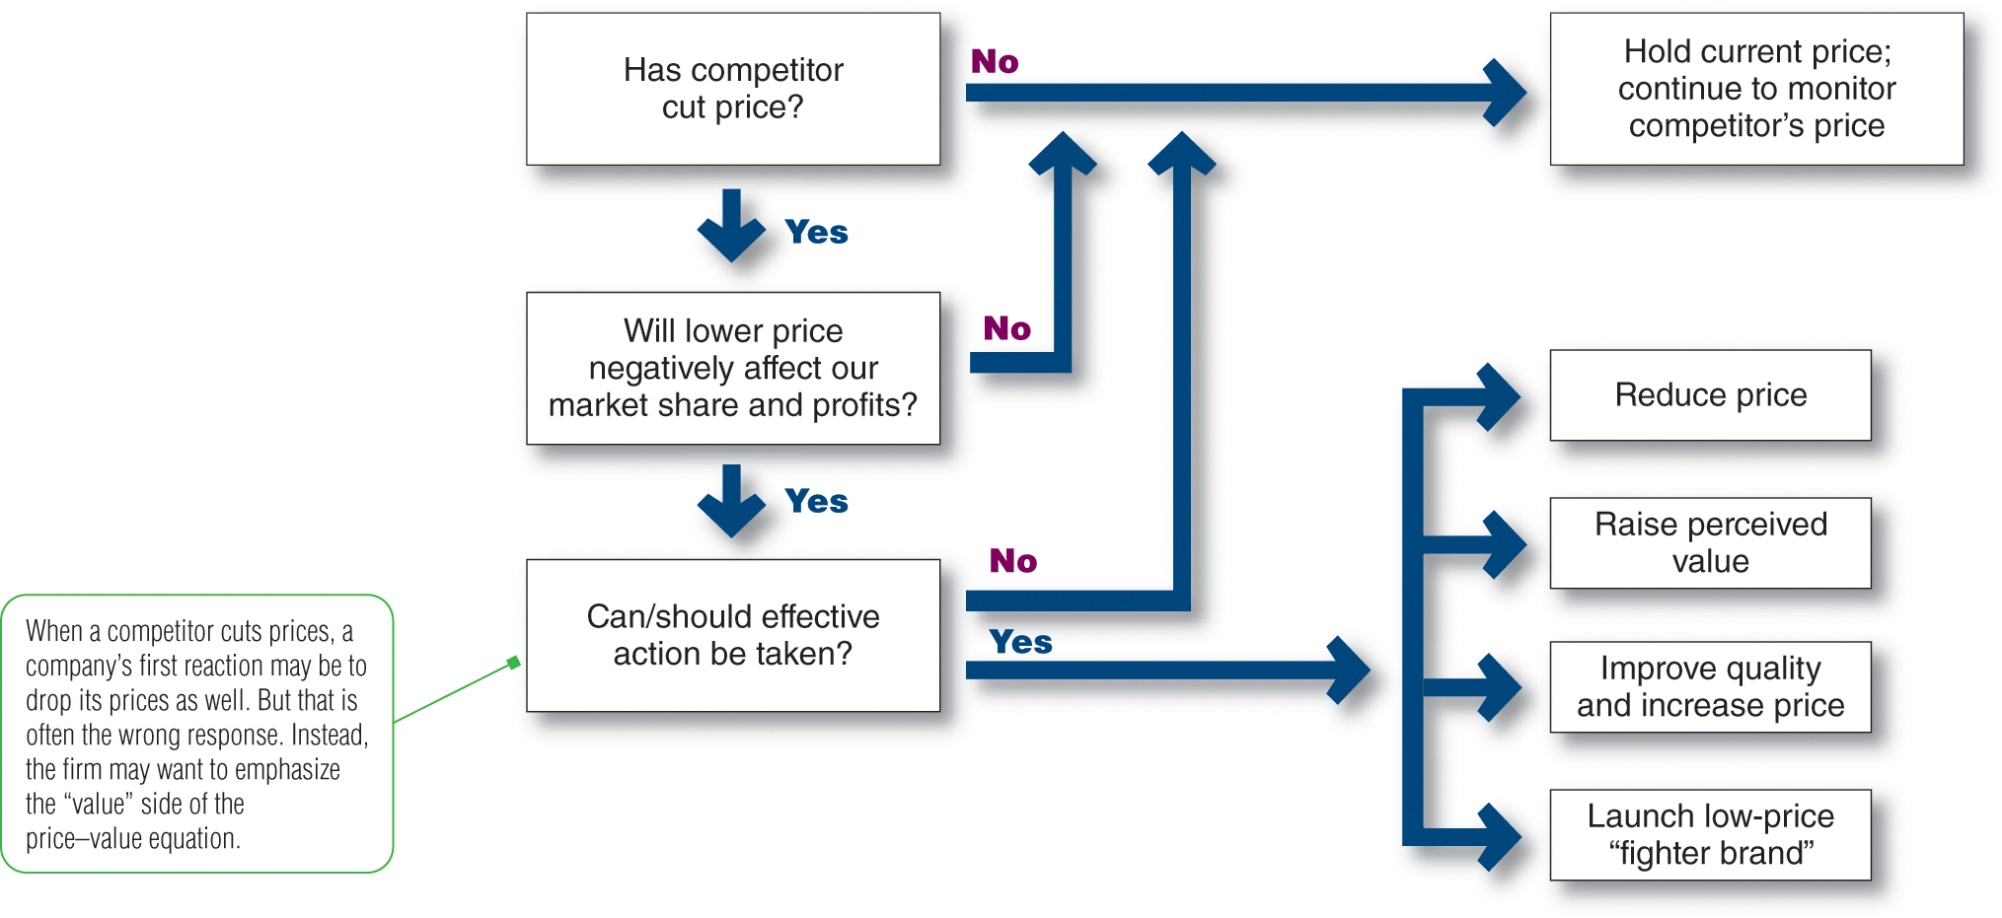 Has competitor
cut price?
No
Hold current price;
continue to monitor
competitor’s price
Yes
Will lower price
negatively affect our
market share and profits?
No
Yes
Can/should effective
action be taken?
No
Yes
Reduce price
Raise perceived
value
Improve quality
and increase price
Launch low-price
“fighter brand”
When a competitor cuts prices, a
company’s first reaction may be to
drop its prices as well. But that is
often the wrong response. Instead,
the firm may want to emphasize
the “value” side of the
price–value equation.